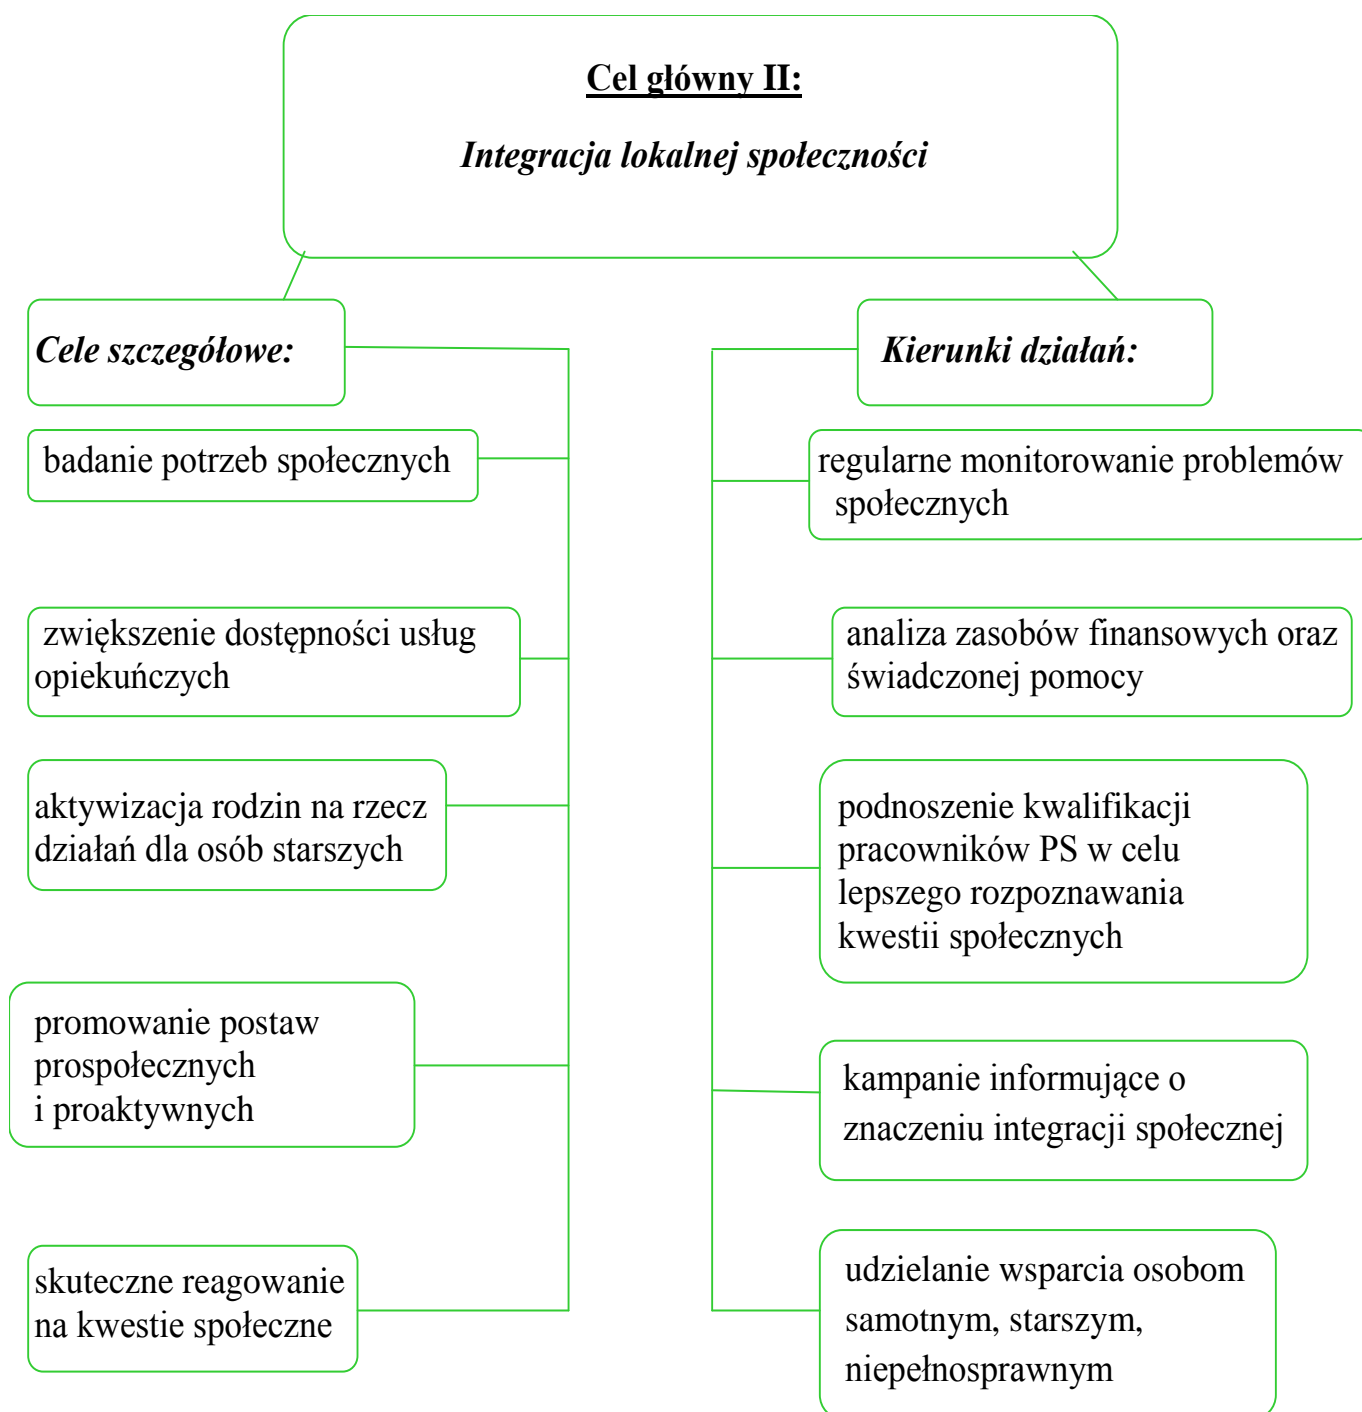 Cel główny II:
Integracja lokalnej społeczności
Cele szczegółowe:
badanie potrzeb społecznych
zwiększenie dostępności usług
opiekuńczych
aktywizacja rodzin na rzecz
działań dla osób starszych
promowanie postaw
prospołecznych
i proaktywnych
skuteczne reagowanie
na kwestie społeczne
Kierunki działań:
regularne monitorowanie problemów
społecznych
analiza zasobów finansowych oraz
świadczonej pomocy
podnoszenie kwalifikacji
pracowników PS w celu
lepszego rozpoznawania
kwestii społecznych
kampanie informujące o
znaczeniu integracji społecznej
udzielanie wsparcia osobom
samotnym, starszym,
niepełnosprawnym